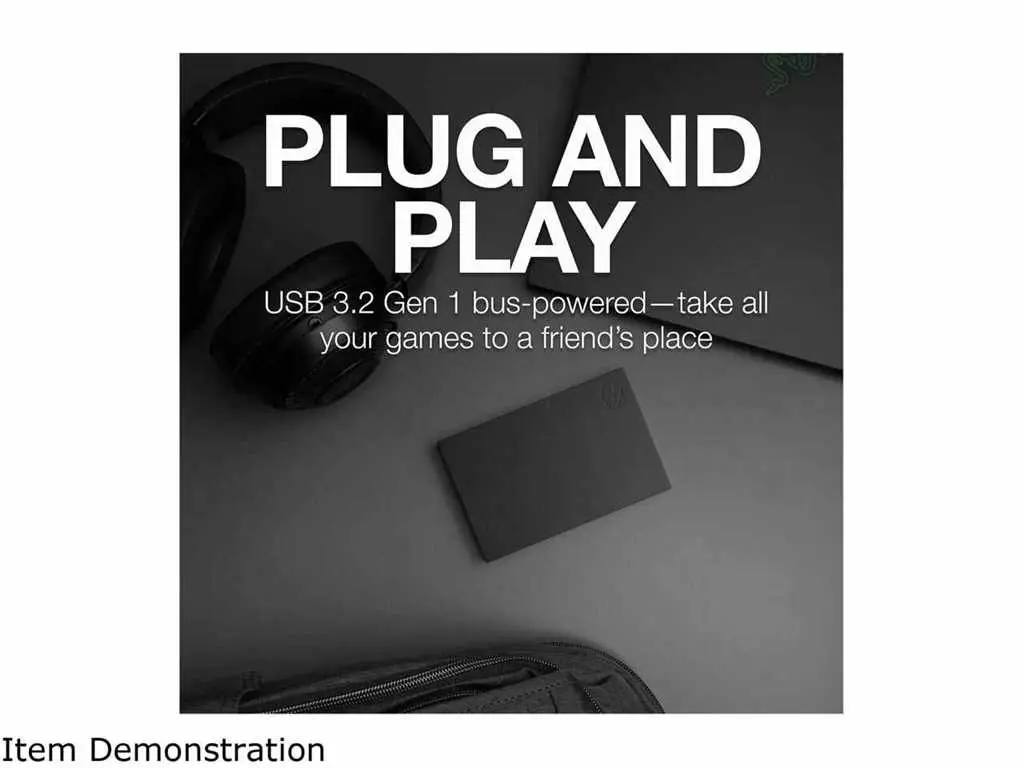 PLUG AND
PLAY
USB 3.2 Gen 1 bus-powered—take all
your games to a friend’s place
Item Demonstration